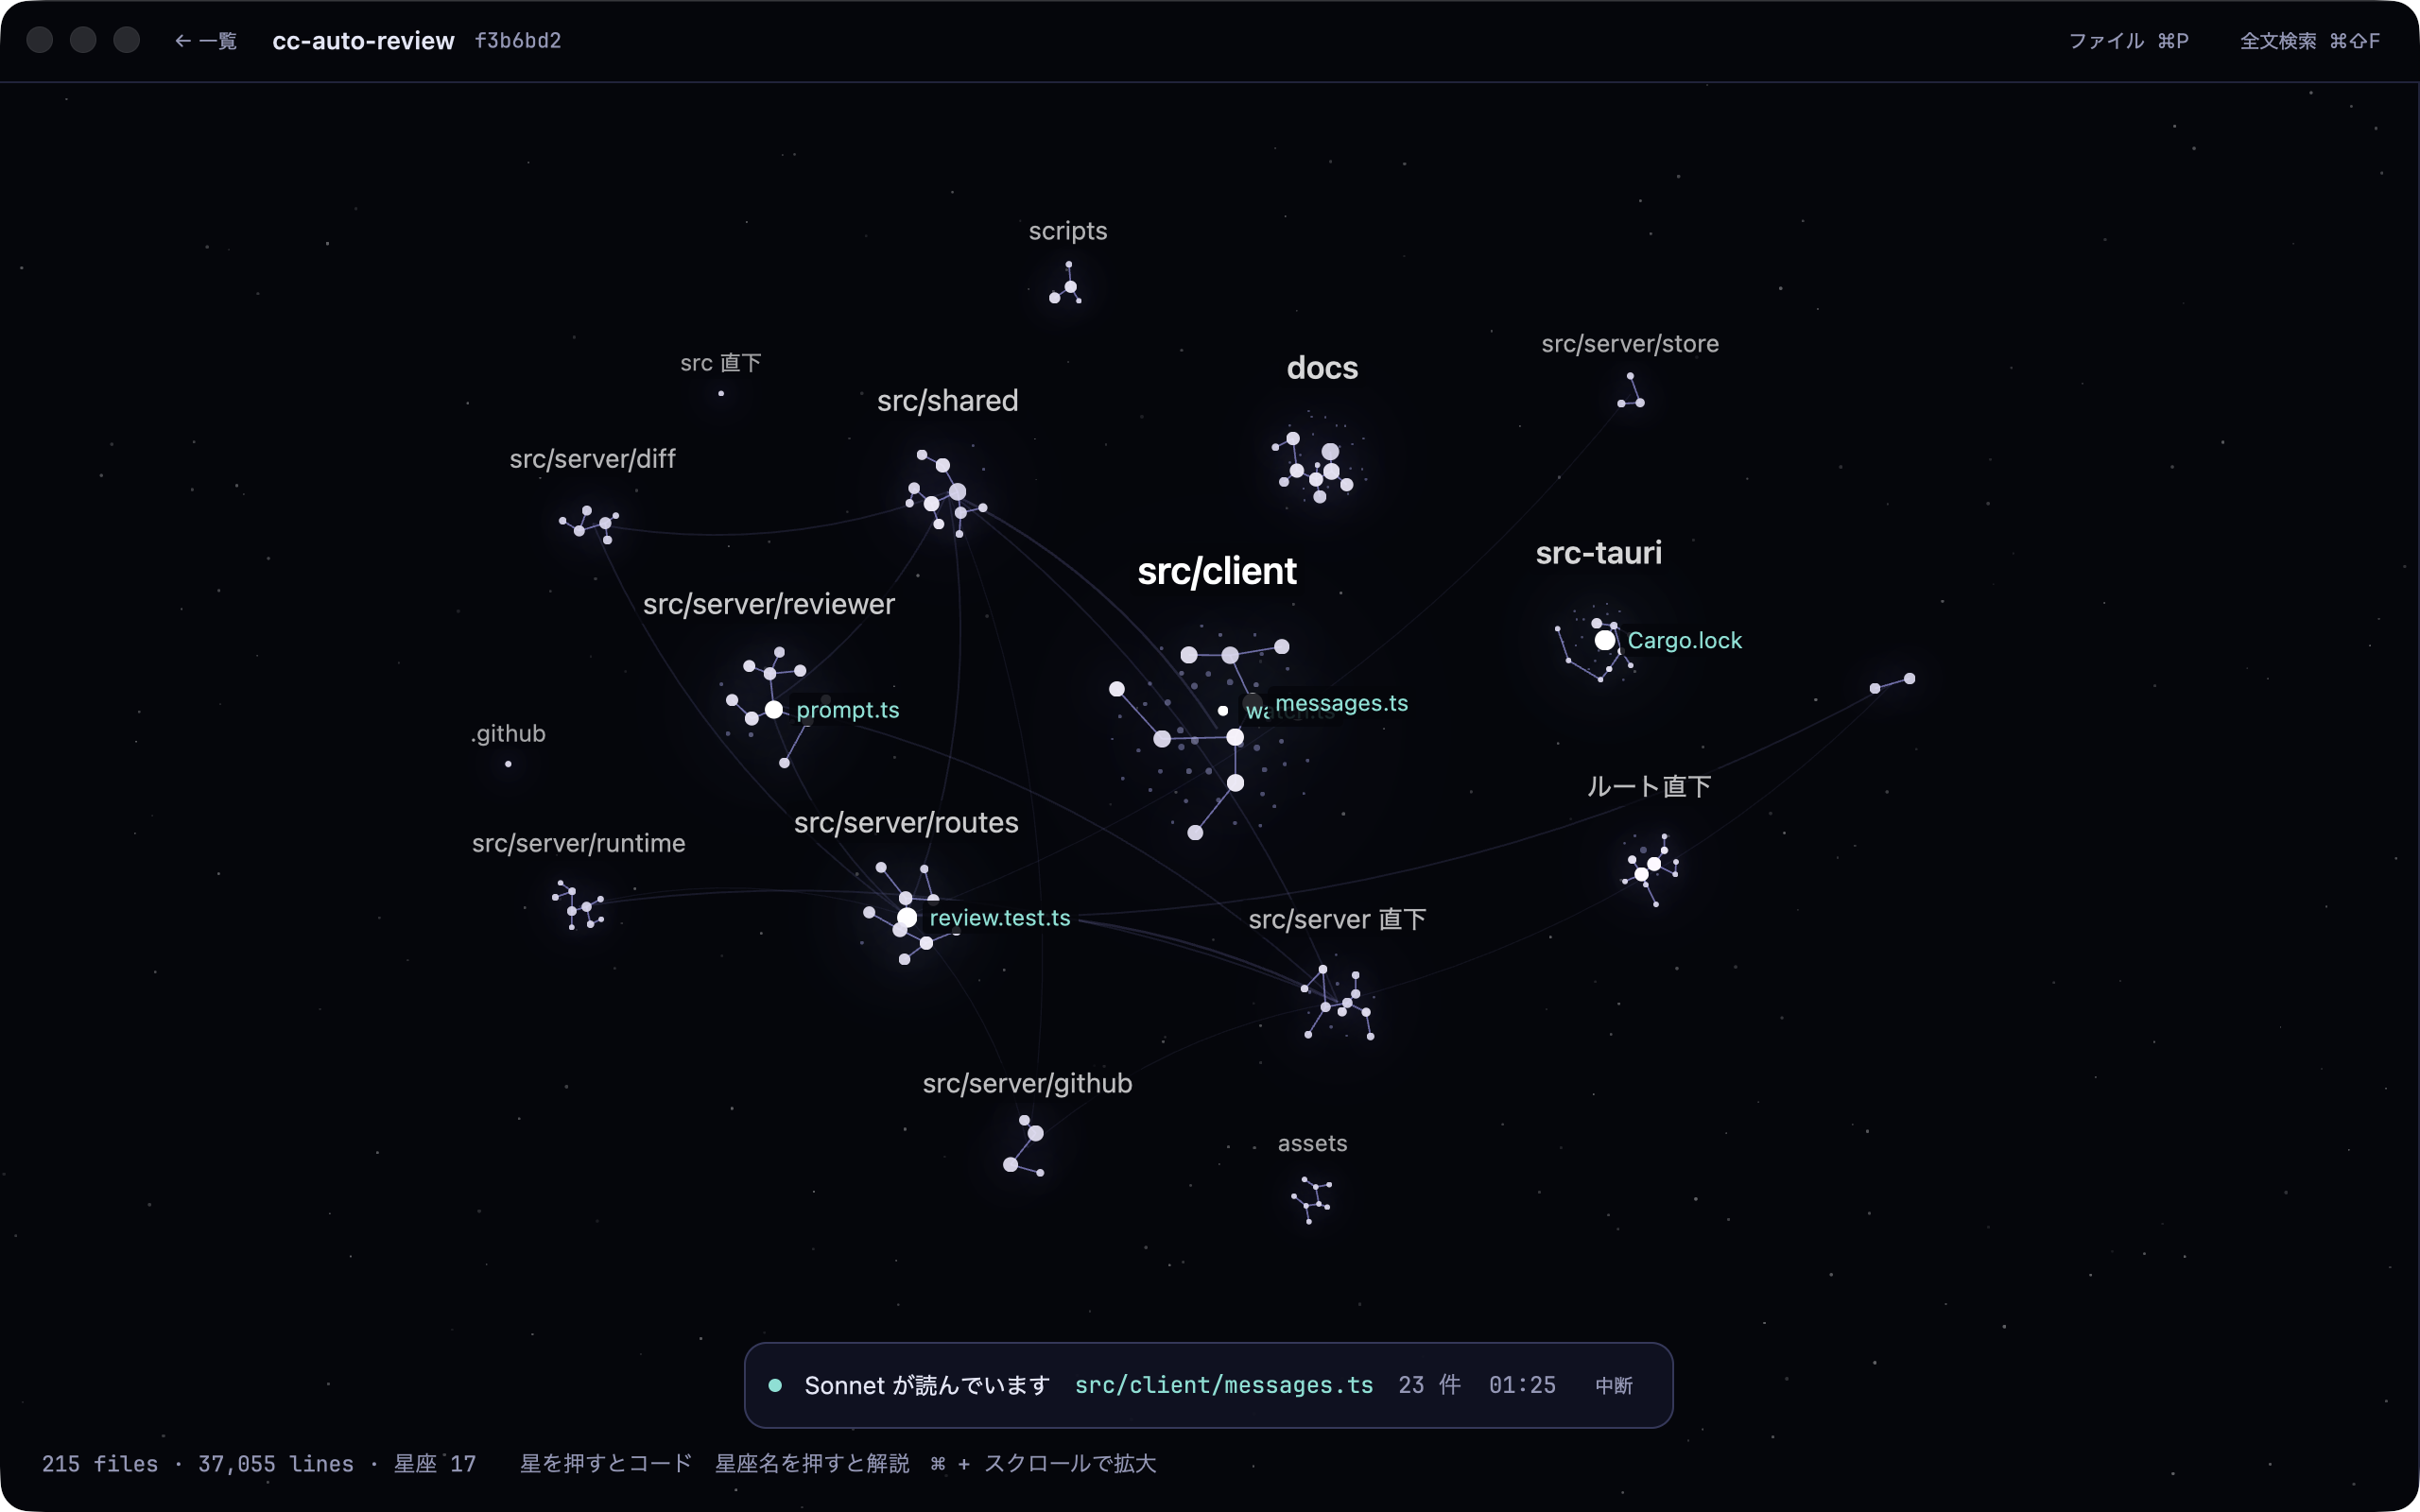 ← 一覧 cc-auto-review f3b6bd2 ファイル ⌘P 全文検索 ⌘⇧F
scripts
src/server/store
src 直下
docs
src/shared
src/server/diff
src-tauri
src/client
src/server/reviewer
Cargo.lock
messages.ts
prompt.ts
.github
ルート直下
src/server/routes
src/server/runtime
review.test.ts
src/server 直下
src/server/github
assets
Sonnet が読んでいます src/client/messages.ts 23 件 01:25 中断
215 files · 37,055 lines · 星座 17 星を押すとコード 星座名を押すと解説 ⌘ + スクロールで拡大